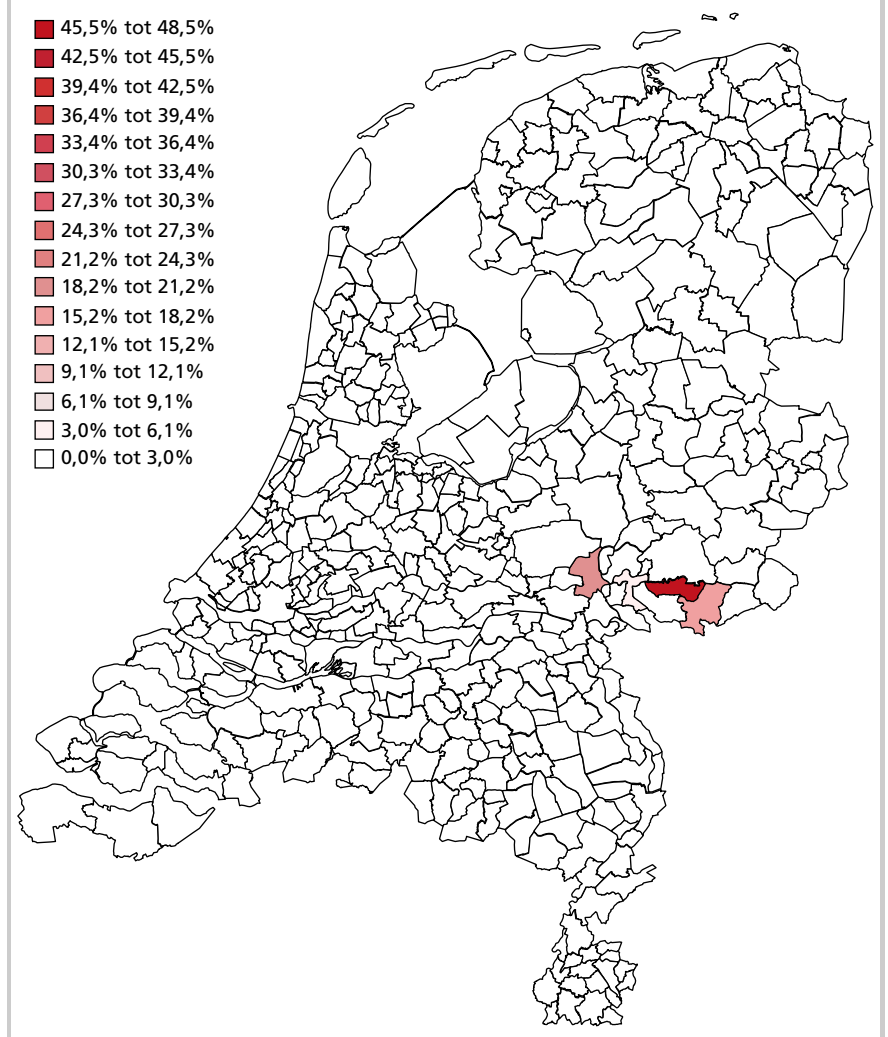 45,5% tot 48,5%
42,5% tot 45,5%
39,4% tot 42,5%
36,4% tot 39,4%
33,4% tot 36,4%
30,3% tot 33,4%
27,3% tot 30,3%
24,3% tot 27,3%
21,2% tot 24,3%
18,2% tot 21,2%
15,2% tot 18,2%
12,1% tot 15,2%
9,1% tot 12,1%
6,1% tot 9,1%
3,0% tot 6,1%
0,0% tot 3,0%